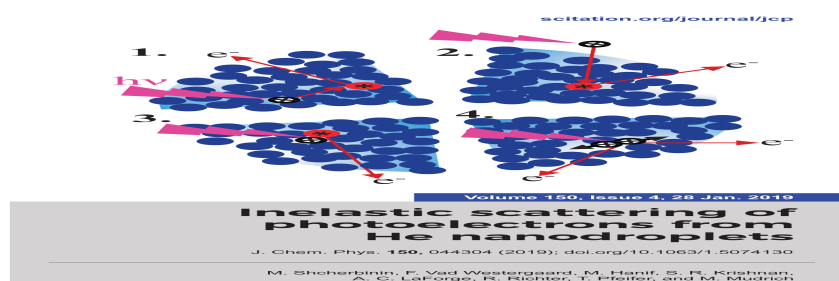 scitation.org/journal/jcp
1.
e⁻
2.
e⁻
hν
3.
e⁻
4.
e⁻
e⁻
Volume 150, Issue 4, 28 Jan. 2019
Inelastic scattering of
photoelectrons from
He nanodroplets
J. Chem. Phys. 150, 044304 (2019); doi.org/10.1063/1.5074130
M. Shcherbinin, F. Vad Westergaard, M. Hanif, S. R. Krishnan,
A. C. LaForge, R. Richter, T. Pfeifer, and M. Mudrich